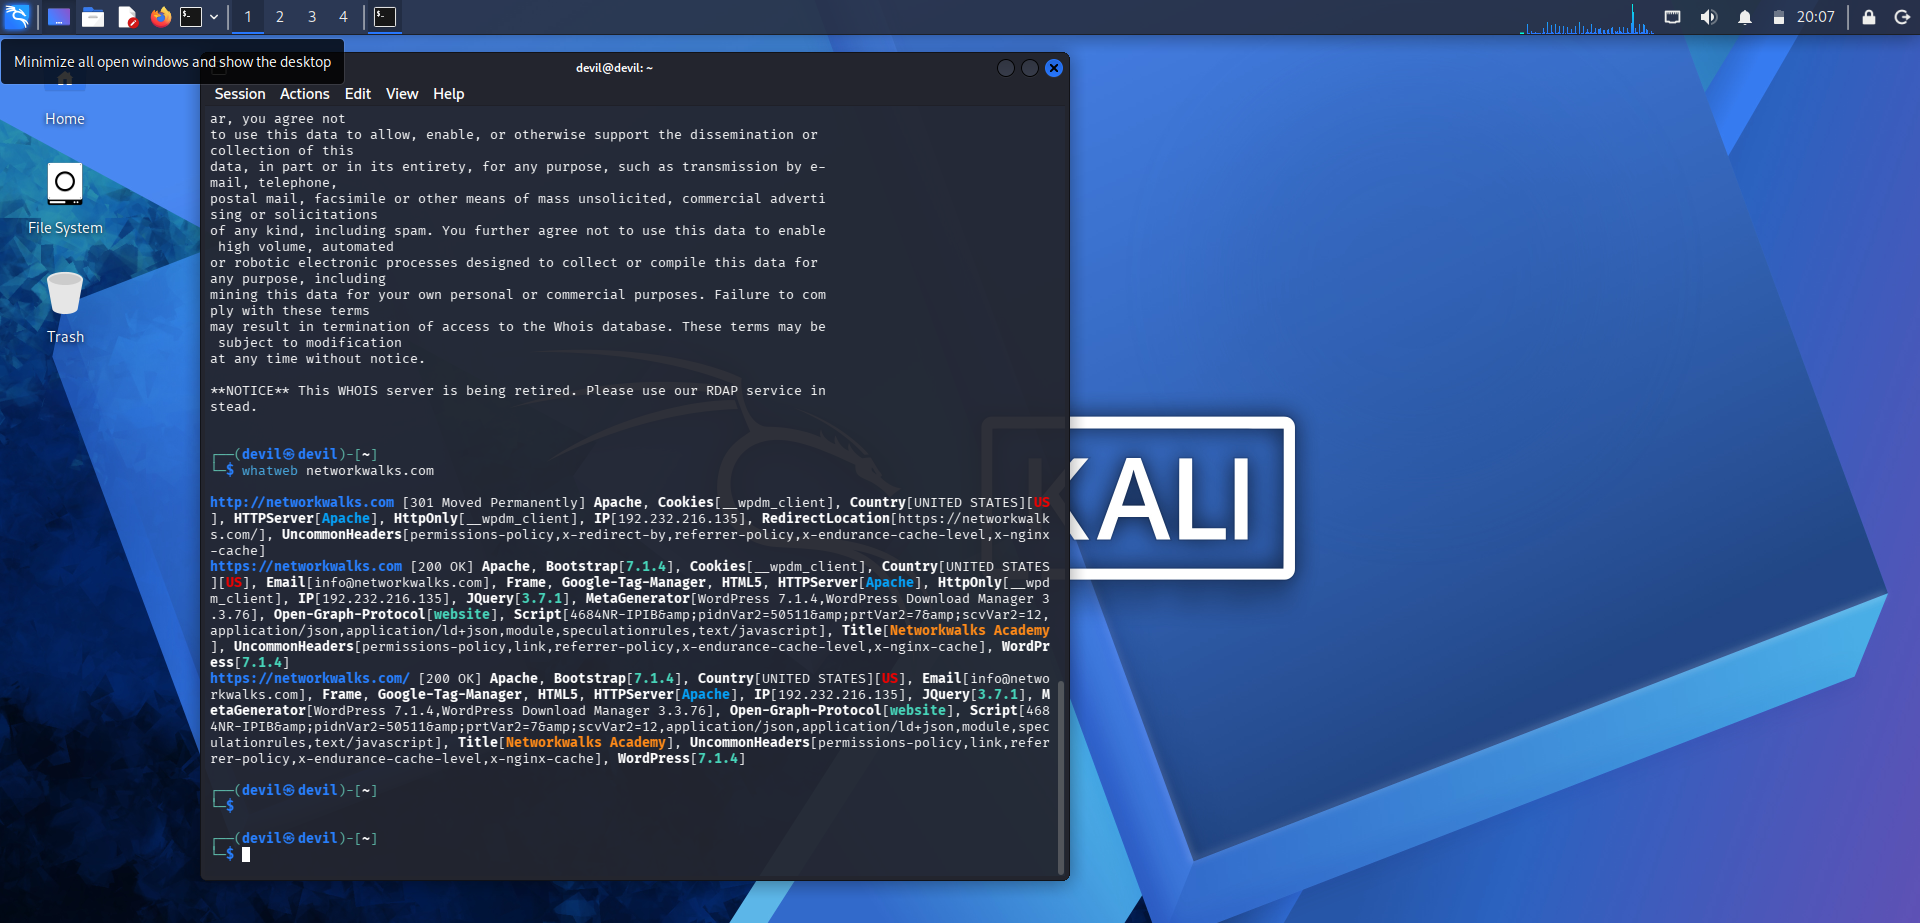 1 2 3 4
20:07
Minimize all open windows and show the desktop
devil@devil: ~
Session Actions Edit View Help
Home
File System
Trash
ar, you agree not
to use this data to allow, enable, or otherwise support the dissemination or
collection of this
data, in part or in its entirety, for any purpose, such as transmission by e-
mail, telephone,
postal mail, facsimile or other means of mass unsolicited, commercial adverti
sing or solicitations
of any kind, including spam. You further agree not to use this data to enable
 high volume, automated
or robotic electronic processes designed to collect or compile this data for
any purpose, including
mining this data for your own personal or commercial purposes. Failure to com
ply with these terms
may result in termination of access to the Whois database. These terms may be
 subject to modification
at any time without notice.
**NOTICE** This WHOIS server is being retired. Please use our RDAP service in
stead.
┌──(devil㉿devil)-[~]
└─$ whatweb networkwalks.com
http://networkwalks.com [301 Moved Permanently] Apache, Cookies[__wpdm_client], Country[UNITED STATES][US
], HTTPServer[Apache], HttpOnly[__wpdm_client], IP[192.232.216.135], RedirectLocation[https://networkwalk
s.com/], UncommonHeaders[permissions-policy,x-redirect-by,referrer-policy,x-endurance-cache-level,x-nginx
-cache]
https://networkwalks.com [200 OK] Apache, Bootstrap[7.1.4], Cookies[__wpdm_client], Country[UNITED STATES
][US], Email[info@networkwalks.com], Frame, Google-Tag-Manager, HTML5, HTTPServer[Apache], HttpOnly[__wpd
m_client], IP[192.232.216.135], JQuery[3.7.1], MetaGenerator[WordPress 7.1.4,WordPress Download Manager 3
.3.76], Open-Graph-Protocol[website], Script[4684NR-IPIB&amp;pidnVar2=50511&amp;prtVar2=7&amp;scvVar2=12,
application/json,application/ld+json,module,speculationrules,text/javascript], Title[Networkwalks Academy
], UncommonHeaders[permissions-policy,link,referrer-policy,x-endurance-cache-level,x-nginx-cache], WordPr
ess[7.1.4]
https://networkwalks.com/ [200 OK] Apache, Bootstrap[7.1.4], Country[UNITED STATES][US], Email[info@netwo
rkwalks.com], Frame, Google-Tag-Manager, HTML5, HTTPServer[Apache], IP[192.232.216.135], JQuery[3.7.1], M
etaGenerator[WordPress 7.1.4,WordPress Download Manager 3.3.76], Open-Graph-Protocol[website], Script[468
4NR-IPIB&amp;pidnVar2=50511&amp;prtVar2=7&amp;scvVar2=12,application/json,application/ld+json,module,spec
ulationrules,text/javascript], Title[Networkwalks Academy], UncommonHeaders[permissions-policy,link,refer
rer-policy,x-endurance-cache-level,x-nginx-cache], WordPress[7.1.4]
┌──(devil㉿devil)-[~]
└─$
┌──(devil㉿devil)-[~]
└─$
KALI